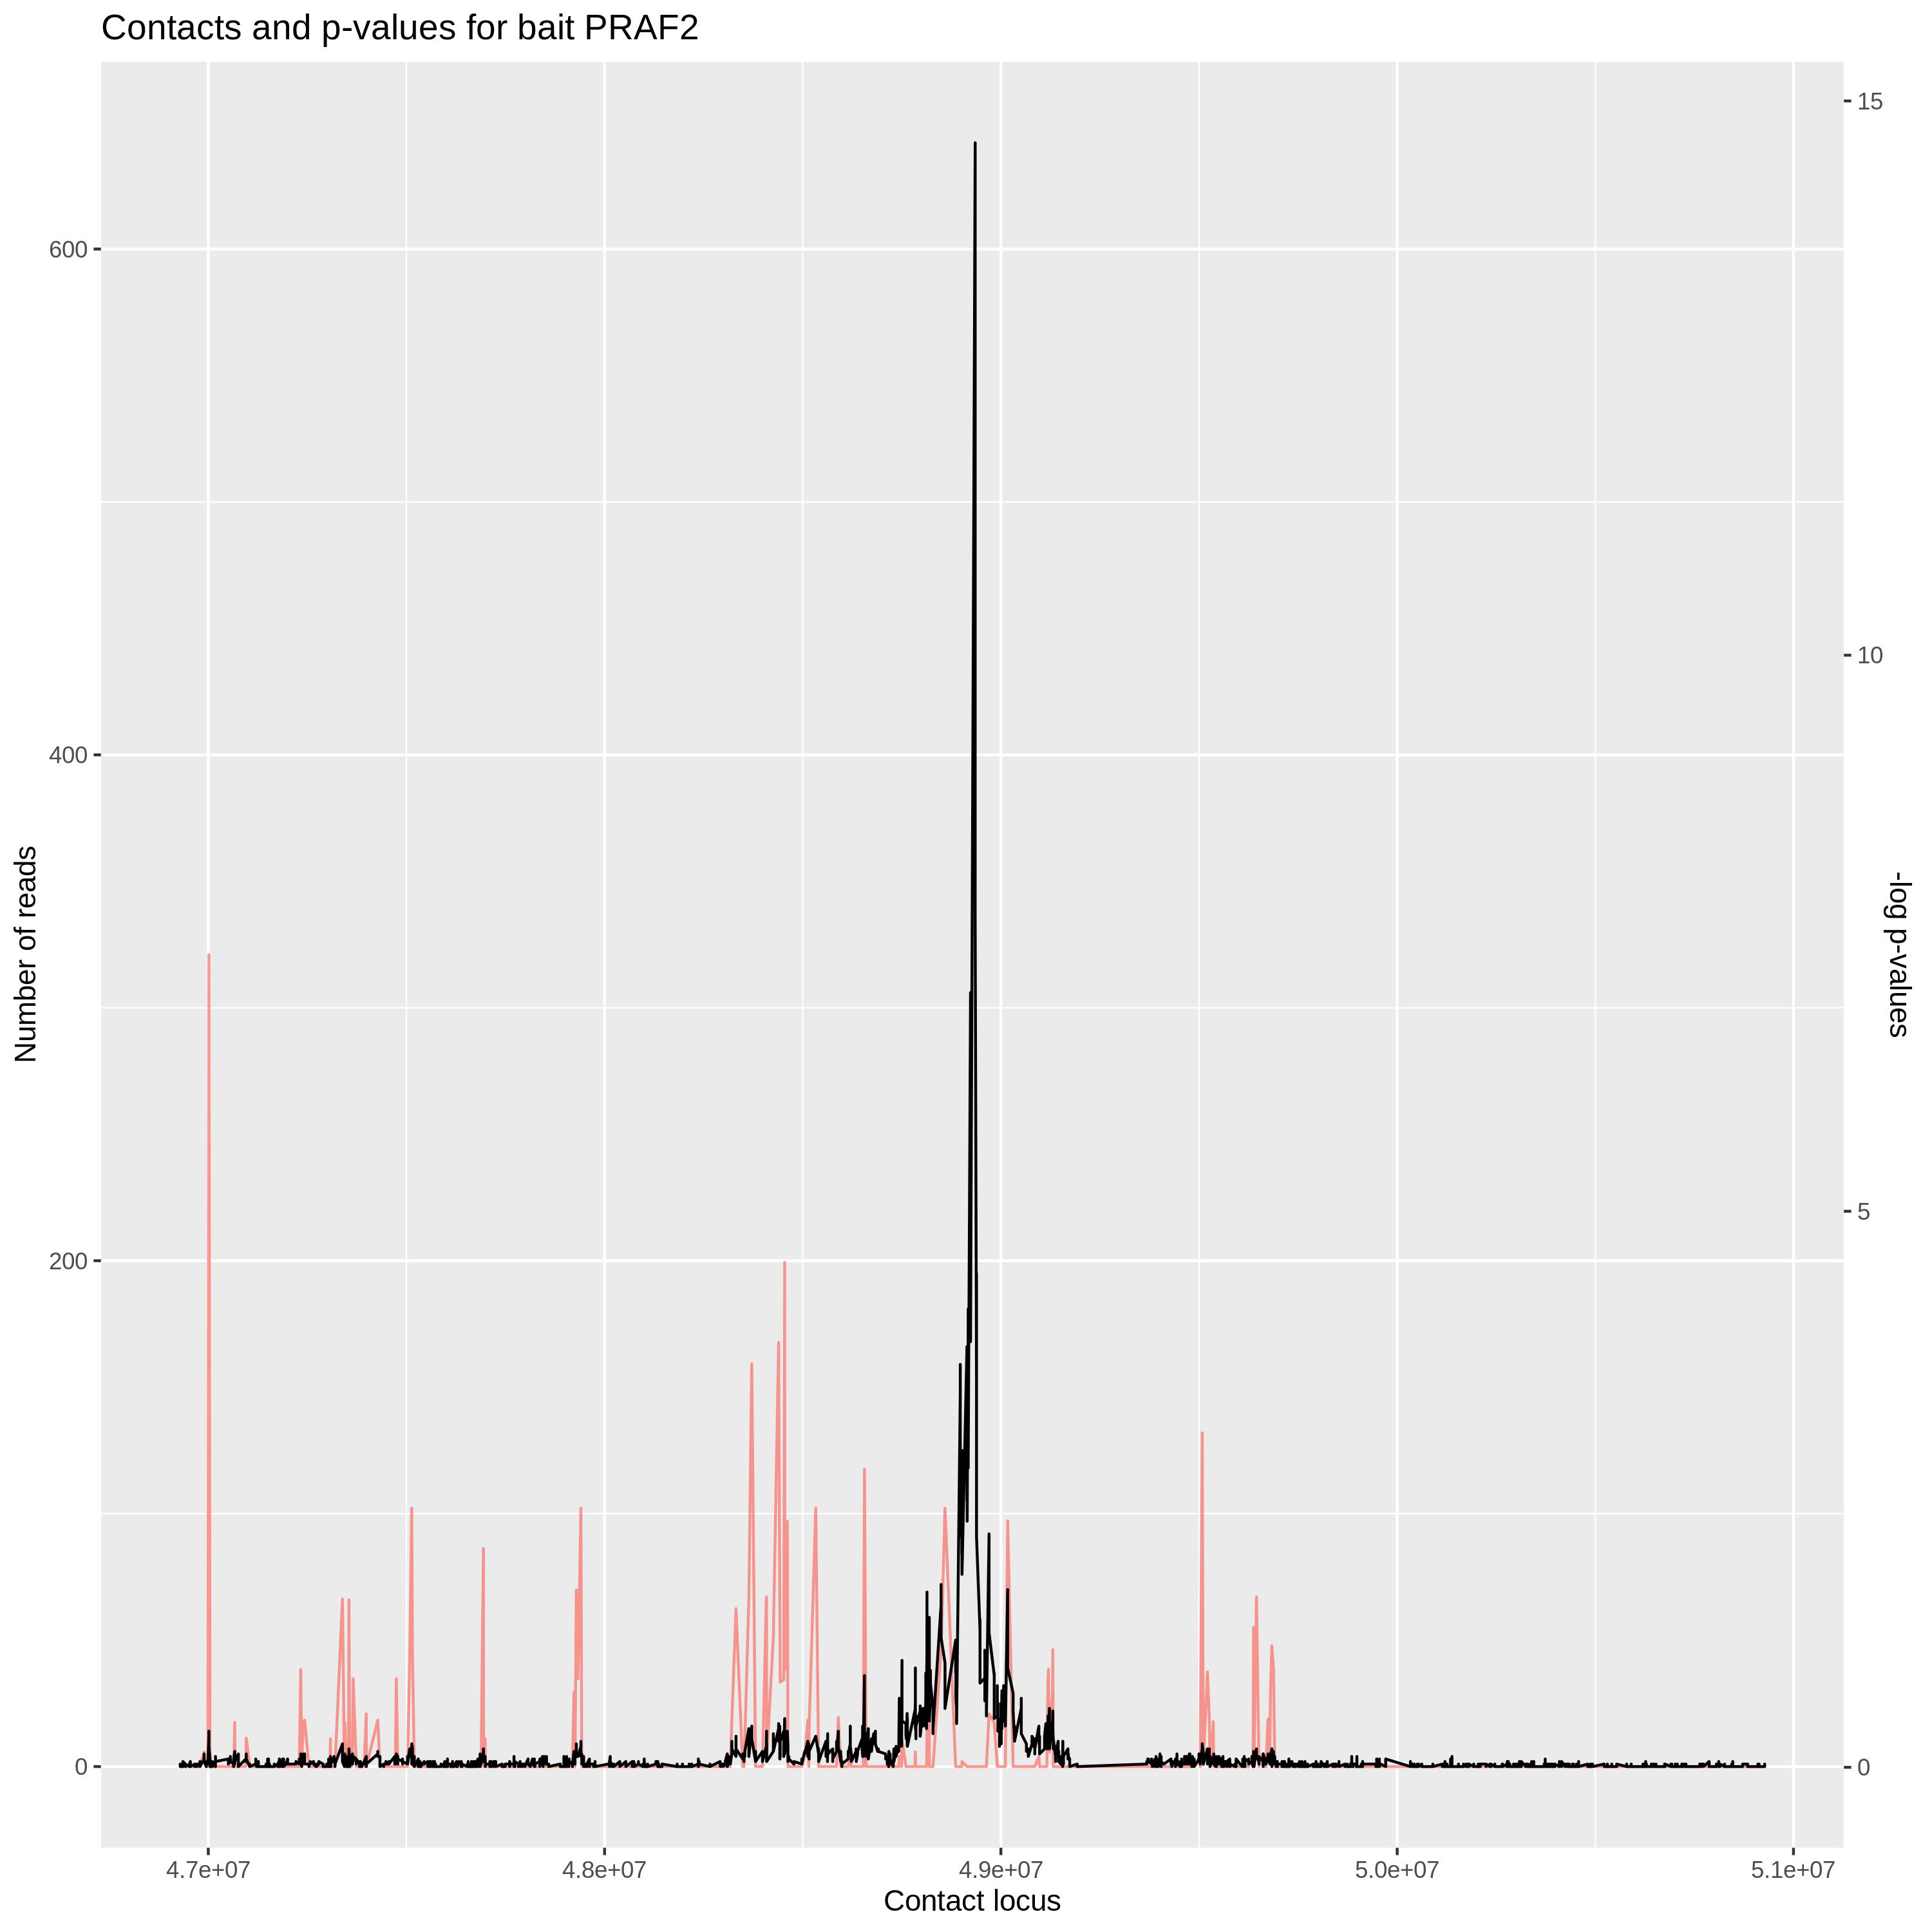 Contacts and p-values for bait PRAF2
Number of reads
600
400
200
0
15
10
5
0
-log p-values
4.7e+07
4.8e+07
4.9e+07
5.0e+07
5.1e+07
Contact locus